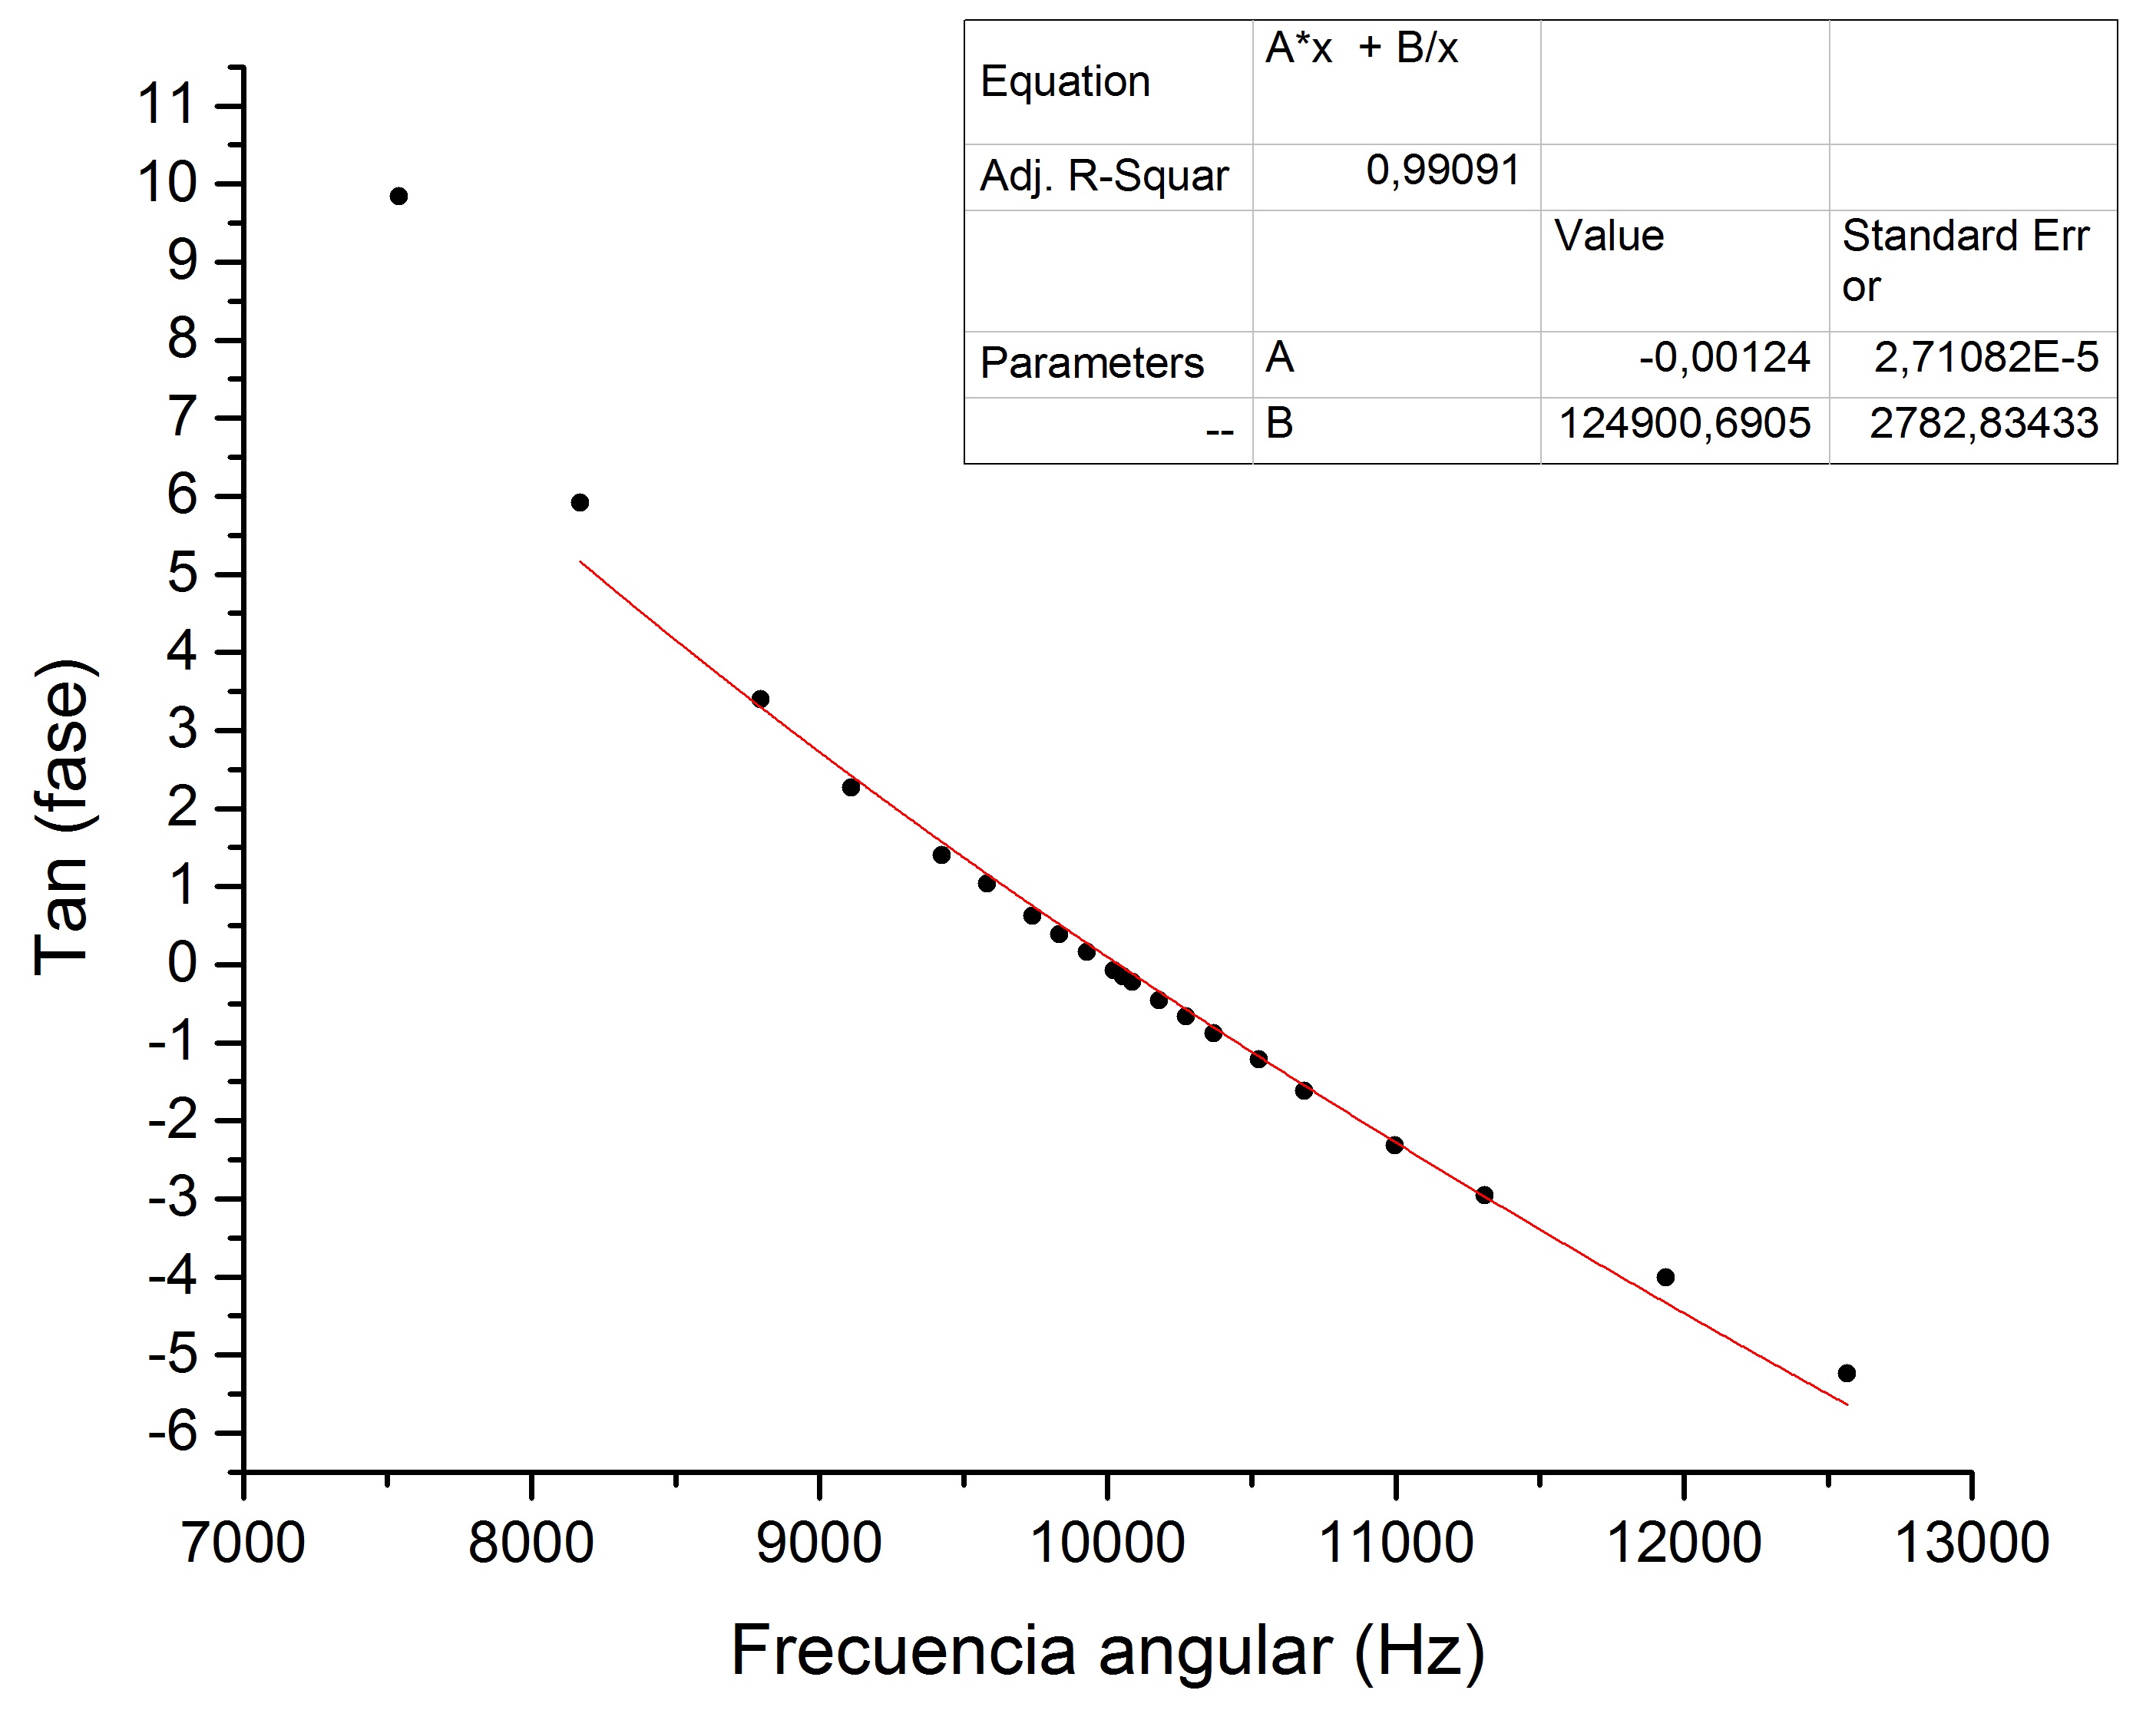 Equation A*x + B/x
Adj. R-Squar 0,99091
Value Standard Err
or
Parameters A -0,00124 2,71082E-5
-- B 124900,6905 2782,83433
11
10
9
8
7
6
5
4
3
2
1
0
-1
-2
-3
-4
-5
-6
Tan (fase)
7000 8000 9000 10000 11000 12000 13000
Frecuencia angular (Hz)